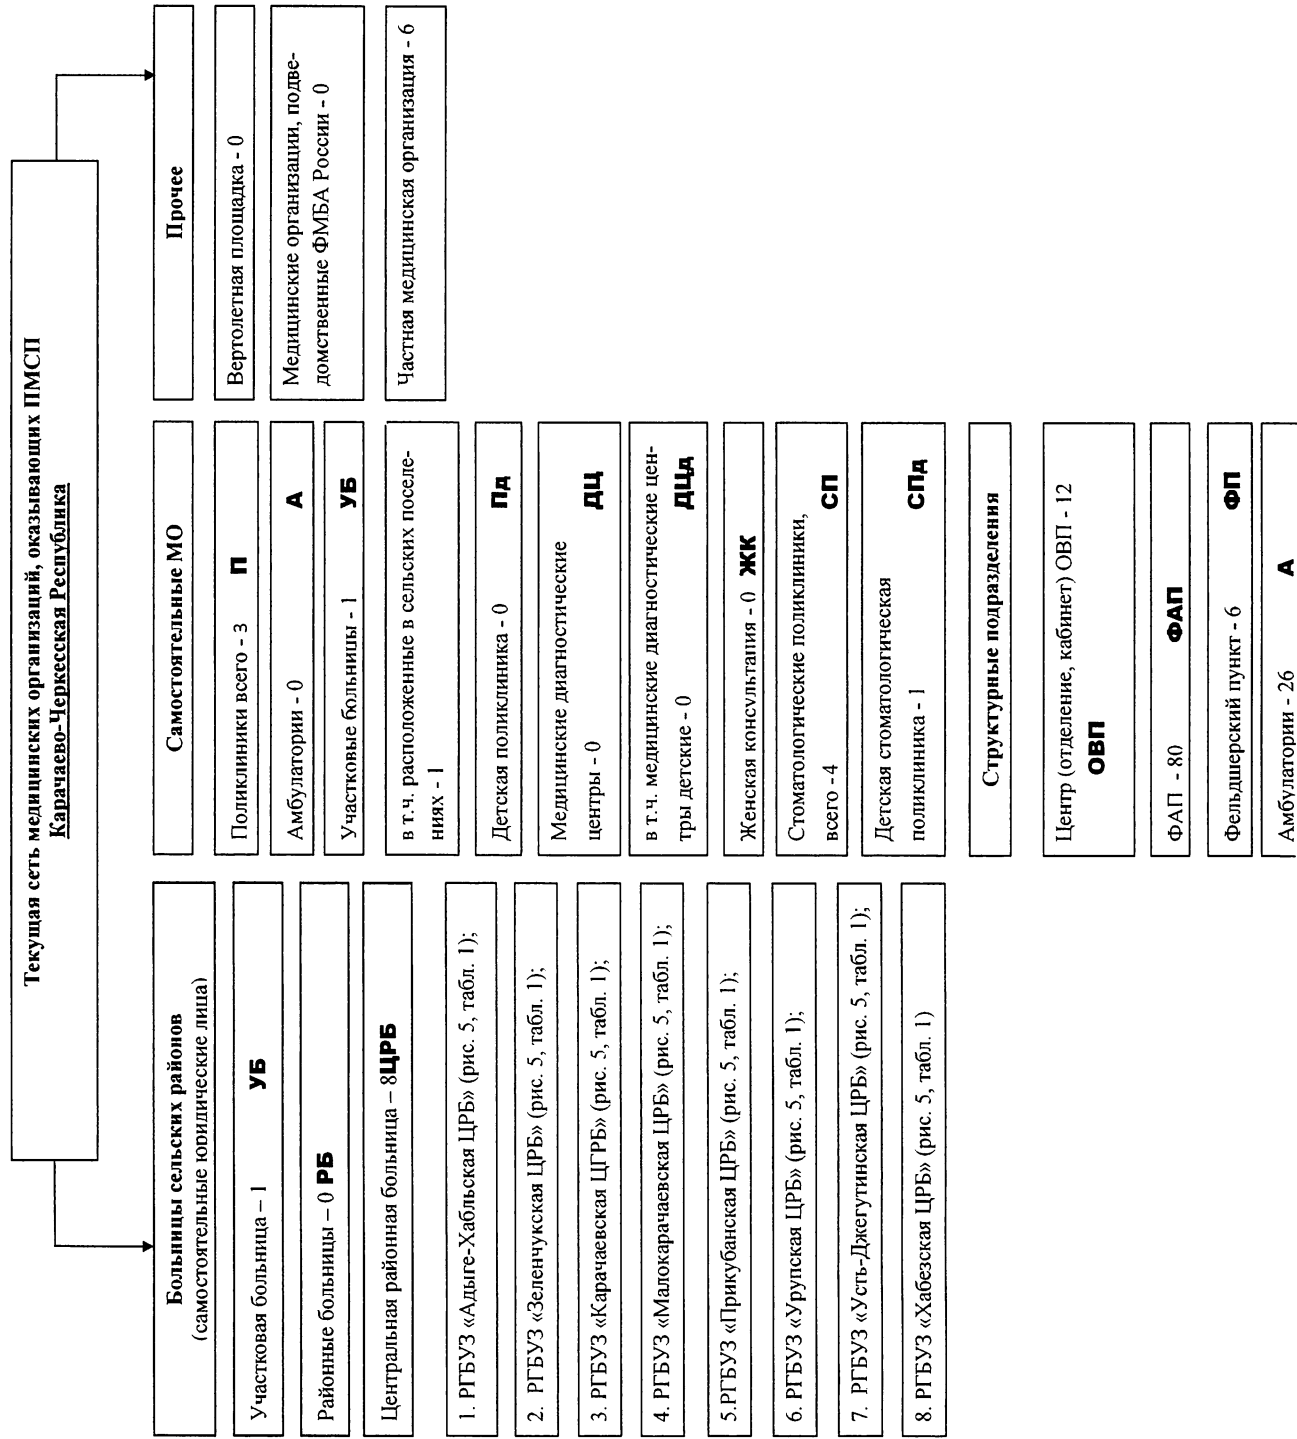 Текущая сеть медицинских организаций, оказывающих ПМСП
Карачаево-Черкесская Республика
Больницы сельских районов
(самостоятельные юридические лица)
Участковая больница – 1 УБ
Районные больницы – 0 РБ
Центральная районная больница – 8ЦРБ
1. РГБУЗ «Адыге-Хабльская ЦРБ» (рис. 5, табл. 1);
2. РГБУЗ «Зеленчукская ЦРБ» (рис. 5, табл. 1);
3. РГБУЗ «Карачаевская ЦГРБ» (рис. 5, табл. 1);
4. РГБУЗ «Малокарачаевская ЦРБ» (рис. 5, табл. 1);
5.РГБУЗ «Прикубанская ЦРБ» (рис. 5, табл. 1);
6. РГБУЗ «Урупская ЦРБ» (рис. 5, табл. 1);
7. РГБУЗ «Усть-Джегутинская ЦРБ» (рис. 5, табл. 1);
8. РГБУЗ «Хабезская ЦРБ» (рис. 5, табл. 1)
Самостоятельные МО
Поликлиники всего - 3 П
Амбулатории - 0 А
Участковые больницы - 1 УБ
в т.ч. расположенные в сельских поселе-
ниях - 1
Детская поликлиника - 0 Пд
Медицинские диагностические
центры - 0 ДЦ
в т.ч. медицинские диагностические цен-
тры детские - 0 ДЦд
Женская консультация - 0 ЖК
Стоматологические поликлиники,
всего - 4 СП
Детская стоматологическая
поликлиника - 1 СПд
Структурные подразделения
Центр (отделение, кабинет) ОВП - 12
ОВП
ФАП - 80 ФАП
Фельдшерский пункт - 6 ФП
Амбулатории - 26 А
Прочее
Вертолетная площадка - 0
Медицинские организации, подве-
домственные ФМБА России - 0
Частная медицинская организация - 6